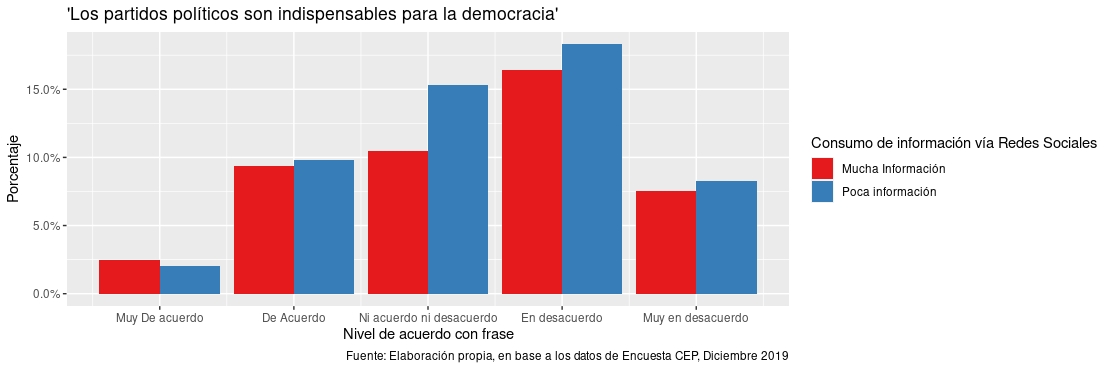 'Los partidos políticos son indispensables para la democracia'
Porcentaje
15.0%
10.0%
5.0%
0.0%
Muy De acuerdo
De Acuerdo
Ni acuerdo ni desacuerdo
En desacuerdo
Muy en desacuerdo
Nivel de acuerdo con frase
Consumo de información vía Redes Sociales
Mucha Información
Poca información
Fuente: Elaboración propia, en base a los datos de Encuesta CEP, Diciembre 2019